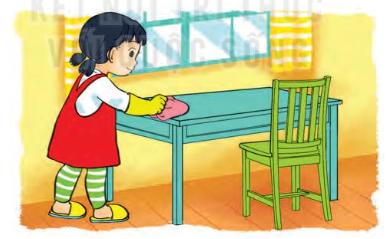 KẾT NỐI TRI THỨC
VỚI CUỘC SỐNG